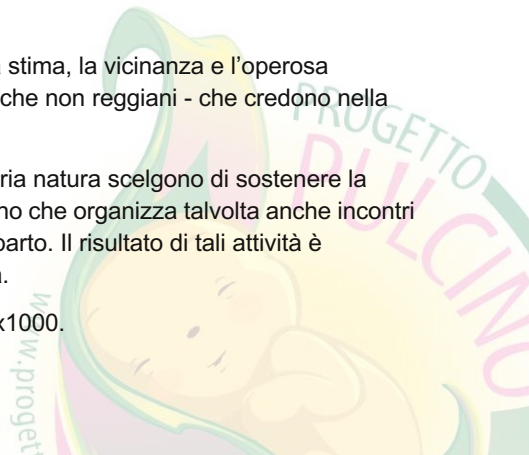 stima, la vicinanza e l’operosa
che non reggiani - che credono nella
PROGETTO
ria natura scelgono di sostenere la
no che organizza talvolta anche incontri
parto. Il risultato di tali attività è
PULCINO
x1000.
www.proget